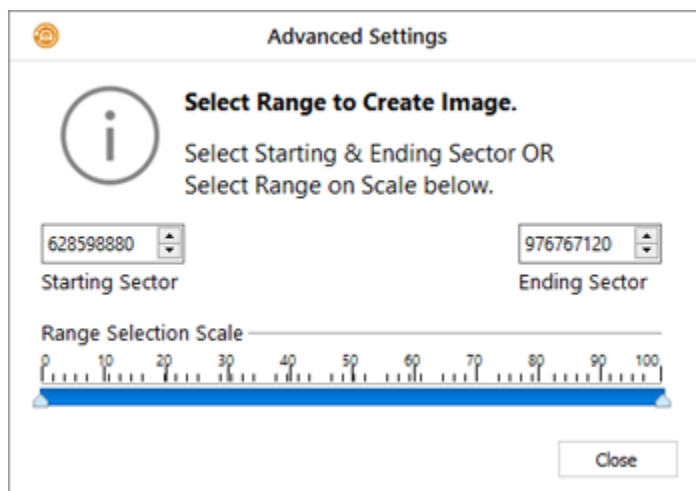 Advanced Settings
Select Range to Create Image.
Select Starting & Ending Sector OR
Select Range on Scale below.
628598880 976767120
Starting Sector Ending Sector
Range Selection Scale
0 10 20 30 40 50 60 70 80 90 100
Close